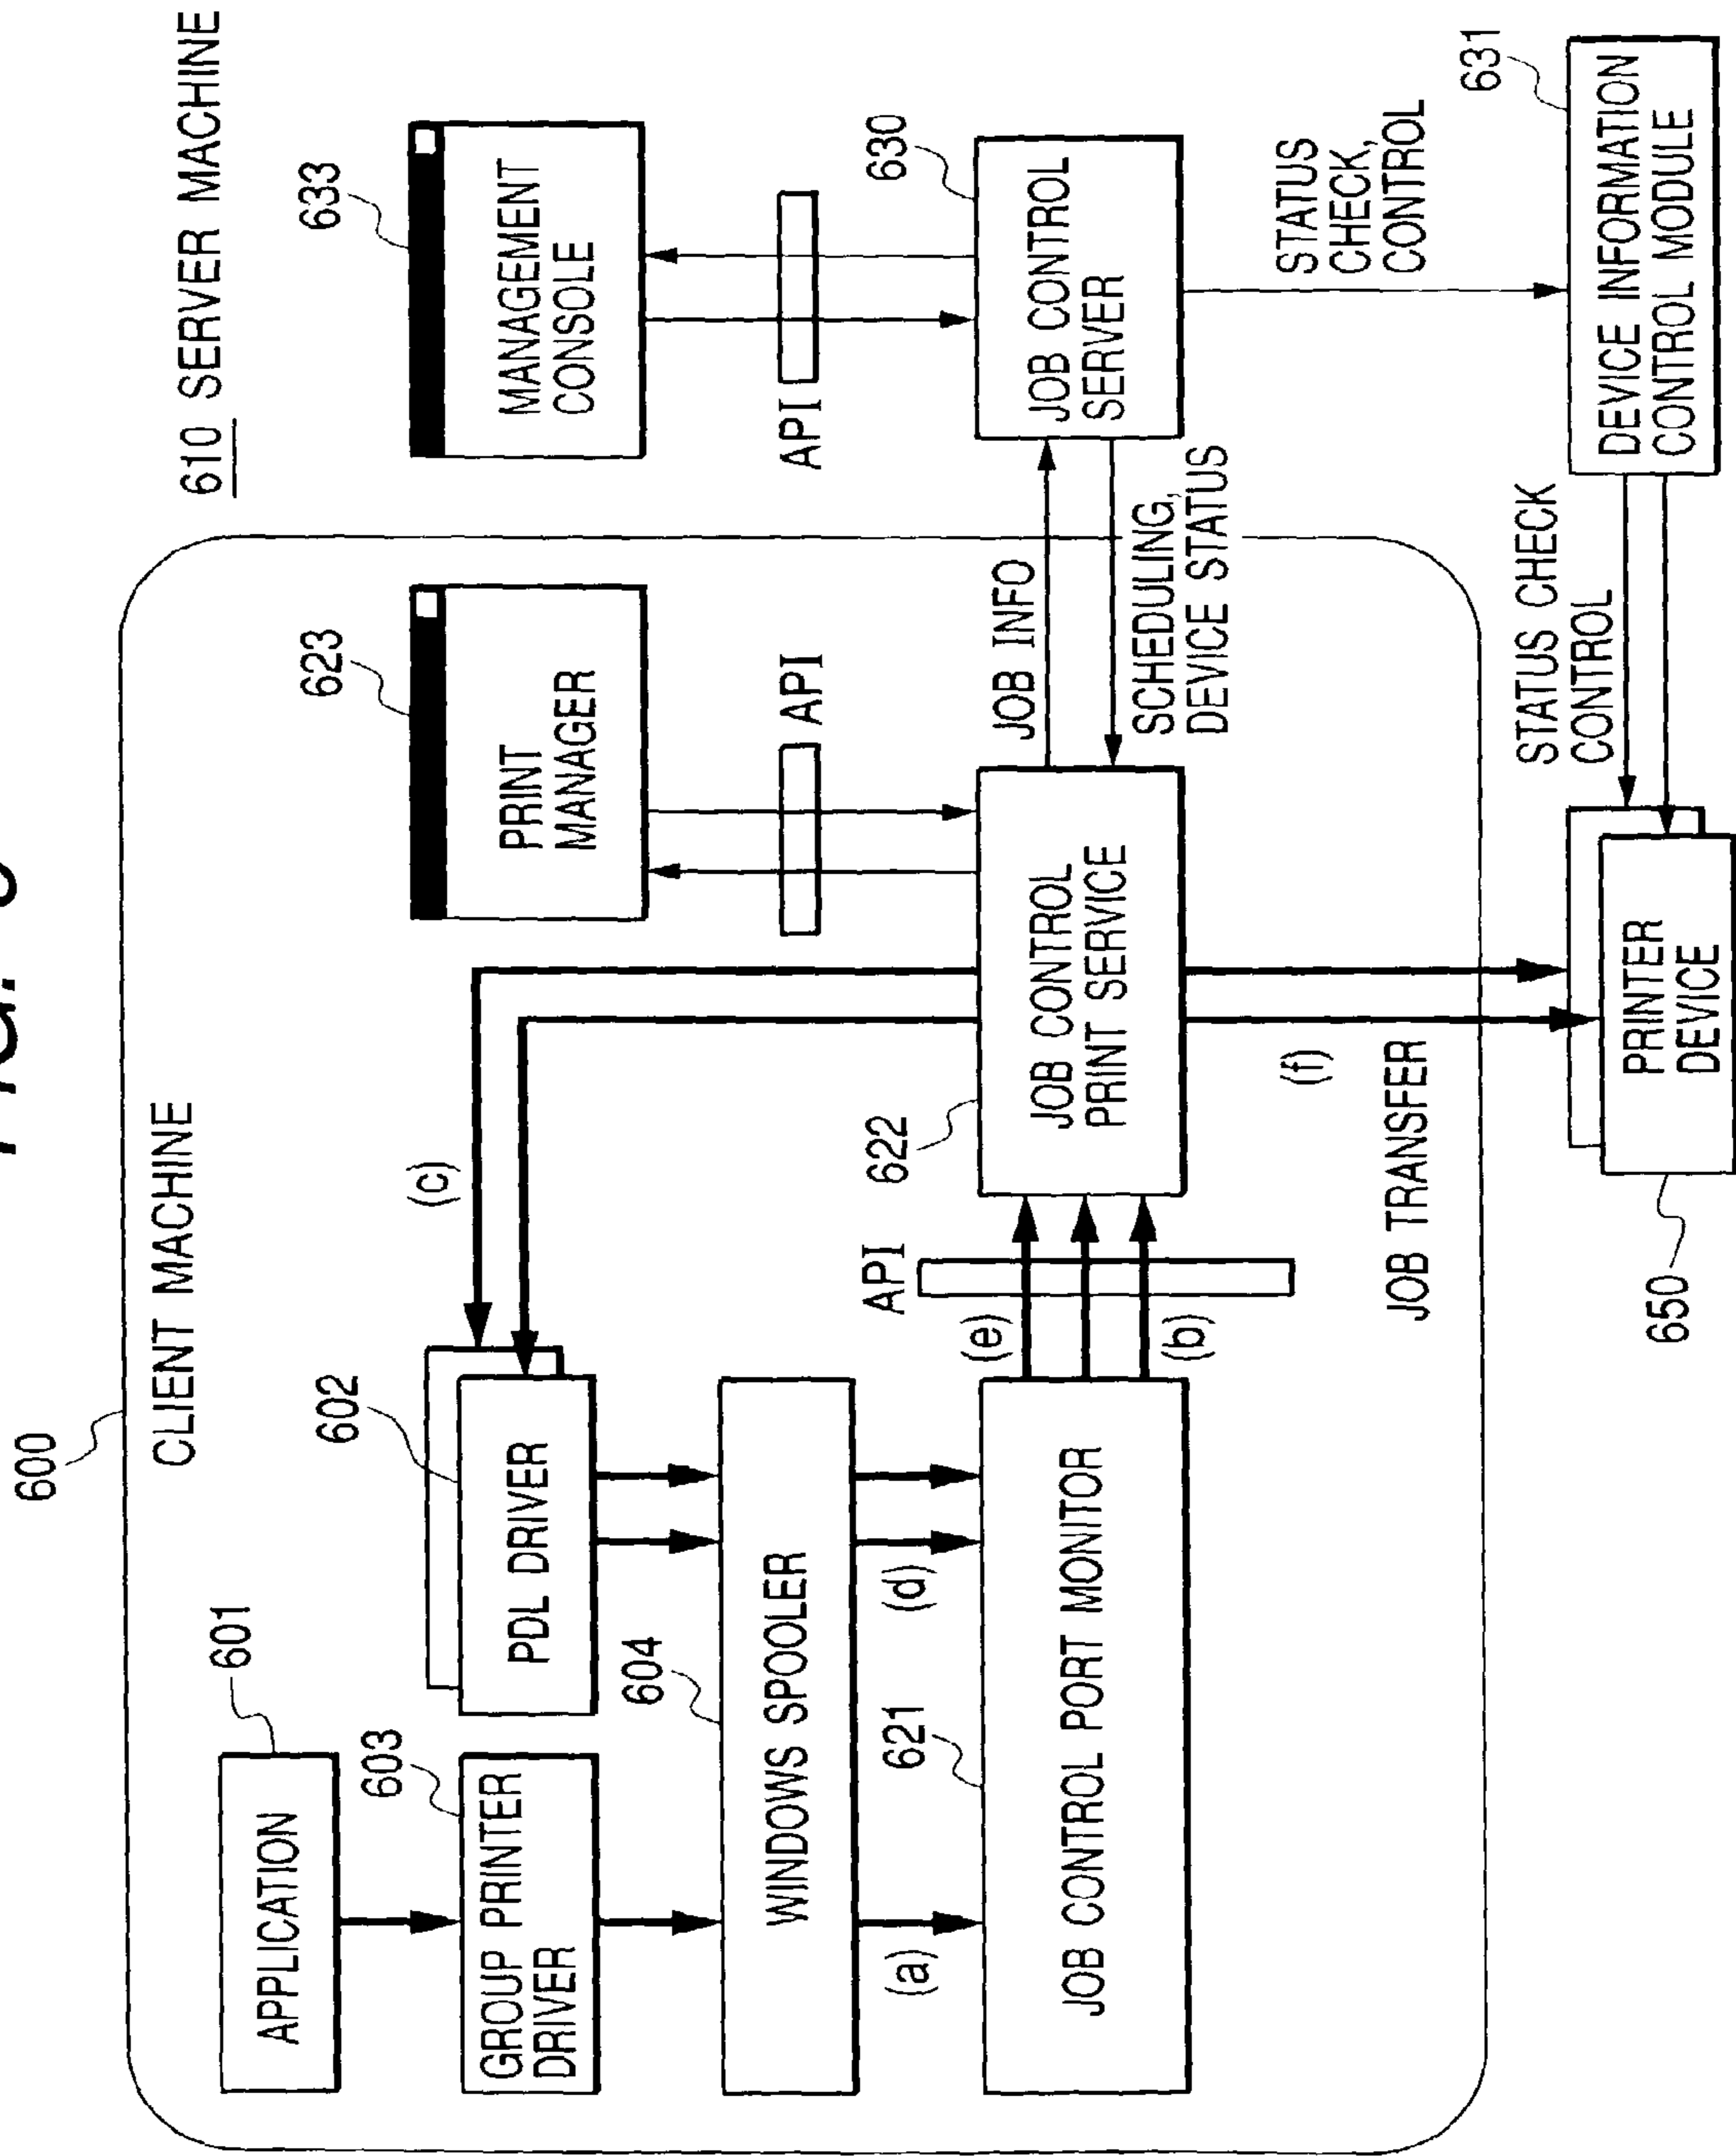 600
CLIENT MACHINE
610 SERVER MACHINE
601
APPLICATION
603
GROUP PRINTER
DRIVER
602
PDL DRIVER
(c)
623
PRINT
MANAGER
633
MANAGEMENT
CONSOLE
604
WINDOWS SPOOLER
API
API
(a)
(d)
621
JOB CONTROL PORT MONITOR
API
(e)
(b)
622
JOB CONTROL
PRINT SERVICE
JOB INFO
SCHEDULING,
DEVICE STATUS
630
JOB CONTROL
SERVER
STATUS
CHECK,
CONTROL
(f)
JOB TRANSFER
STATUS CHECK
CONTROL
631
DEVICE INFORMATION
CONTROL MODULE
650
PRINTER
DEVICE